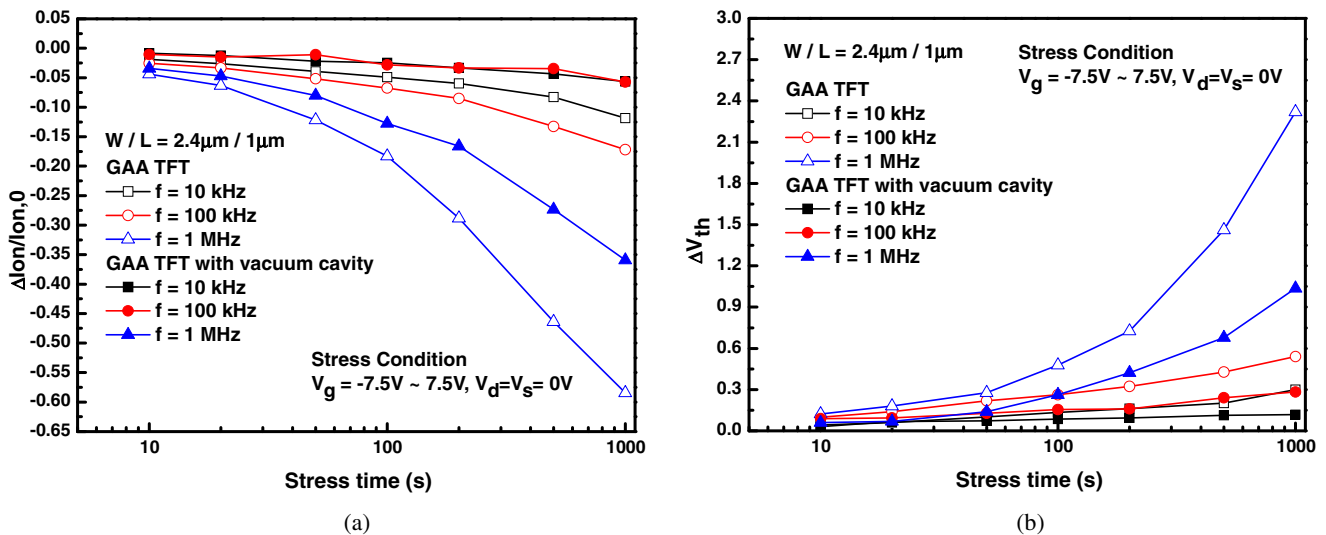 0.05
0.00
-0.05
-0.10
-0.15
-0.20
-0.25
-0.30
-0.35
-0.40
-0.45
-0.50
-0.55
-0.60
-0.65
ΔIon/Ion,0
W / L = 2.4μm / 1μm
GAA TFT
f = 10 kHz
f = 100 kHz
f = 1 MHz
GAA TFT with vacuum cavity
f = 10 kHz
f = 100 kHz
f = 1 MHz
Stress Condition
Vg = -7.5V ~ 7.5V, Vd=Vs= 0V
10
100
1000
Stress time (s)
(a)
3.0
2.7
2.4
2.1
1.8
1.5
1.2
0.9
0.6
0.3
0.0
ΔVth
W / L = 2.4μm / 1μm
GAA TFT
f = 10 kHz
f = 100 kHz
f = 1 MHz
GAA TFT with vacuum cavity
f = 10 kHz
f = 100 kHz
f = 1 MHz
Stress Condition
Vg = -7.5V ~ 7.5V, Vd=Vs= 0V
10
100
1000
Stress time (s)
(b)